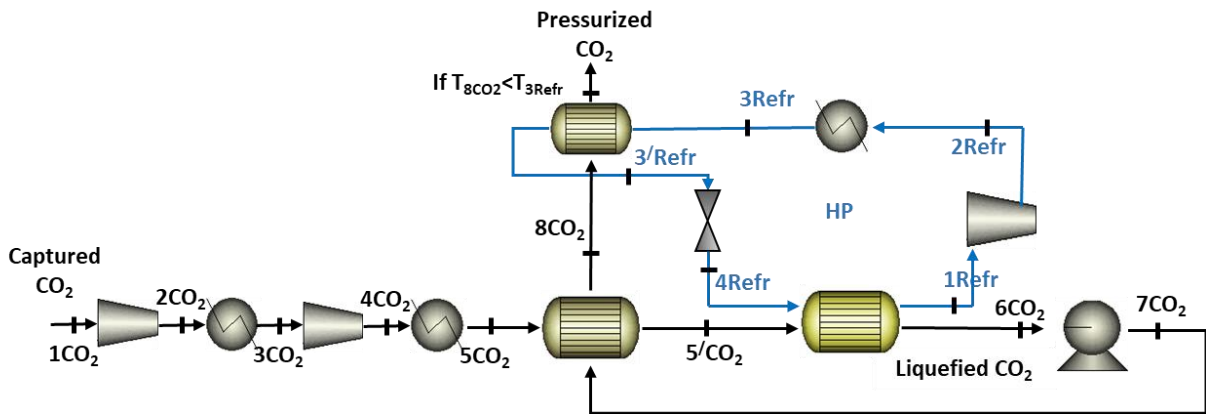 Pressurized
CO₂
If T₈CO2<T₃Refr
3Refr
2Refr
3/Refr
HP
8CO₂
Captured
CO₂
2CO₂
4CO₂
4Refr
1Refr
6CO₂
7CO₂
1CO₂
3CO₂
5CO₂
5/CO₂
Liquefied CO₂